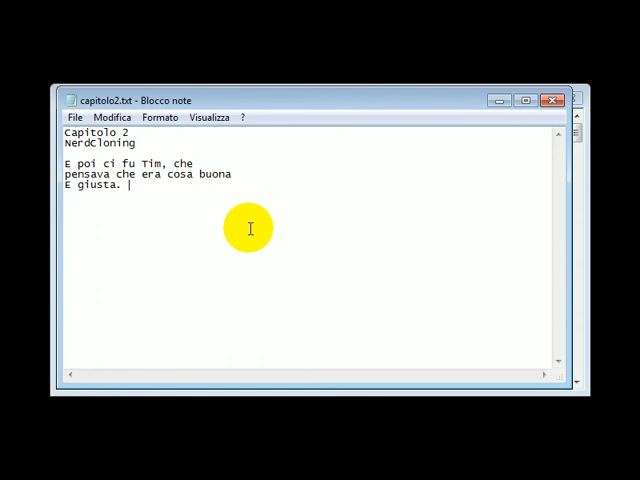 capitolo2.txt - Blocco note
File Modifica Formato Visualizza ?
Capitolo 2
NerdCloning
E poi ci fu Tim, che
pensava che era cosa buona
E giusta.